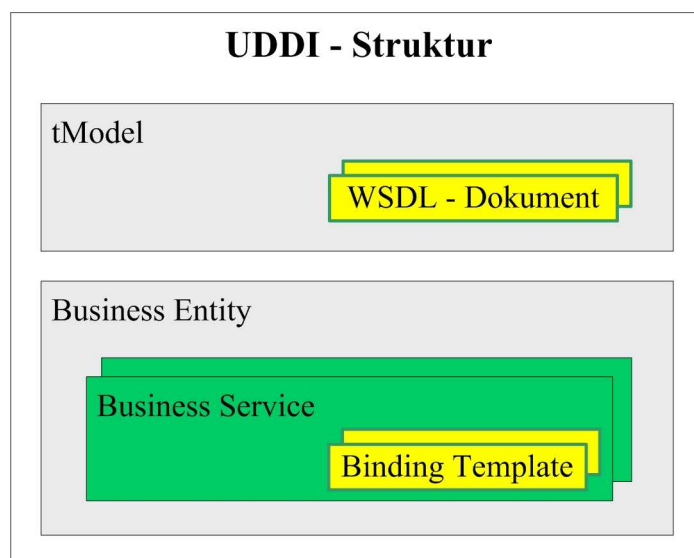 UDDI - Struktur
tModel
WSDL - Dokument
Business Entity
Business Service
Binding Template